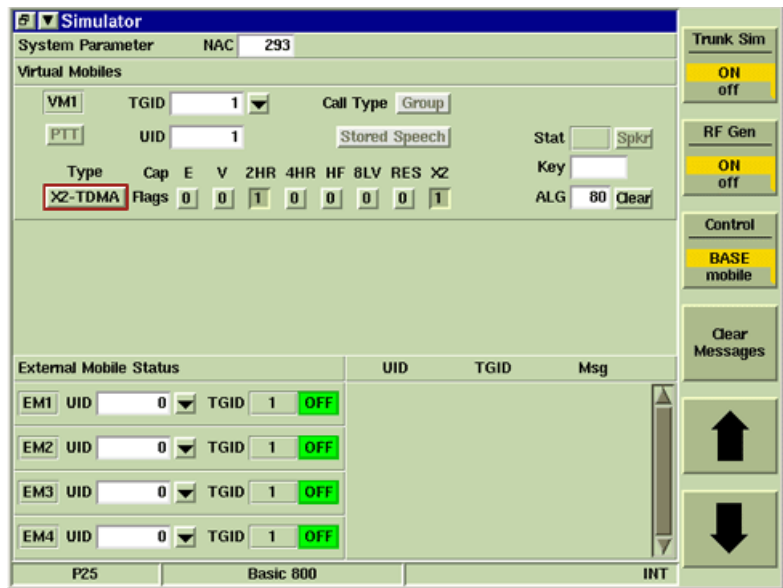 Simulator
System Parameter NAC 293
Virtual Mobiles
VM1 TGID 1 Call Type Group
PTT UID 1 Stored Speech Stat Spkr
Type Cap E V 2HR 4HR HF 8LV RES X2 Key
X2-TDMA Flags 0 0 1 0 0 0 0 1 ALG 80 Clear
External Mobile Status UID TGID Msg
EM1 UID 0 TGID 1 OFF
EM2 UID 0 TGID 1 OFF
EM3 UID 0 TGID 1 OFF
EM4 UID 0 TGID 1 OFF
P25 Basic 800 INT
Trunk Sim
ON
off
RF Gen
ON
off
Control
BASE
mobile
Clear
Messages